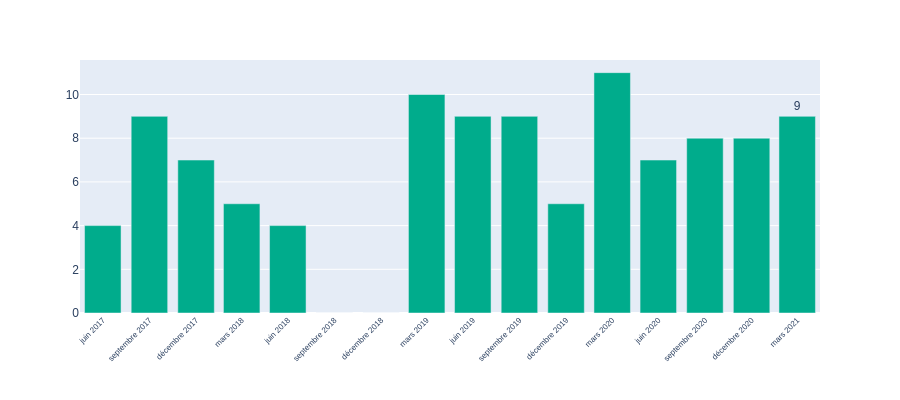 10
8
6
4
2
0
9
juin 2017
septembre 2017
décembre 2017
mars 2018
juin 2018
septembre 2018
décembre 2018
mars 2019
juin 2019
septembre 2019
décembre 2019
mars 2020
juin 2020
septembre 2020
décembre 2020
mars 2021